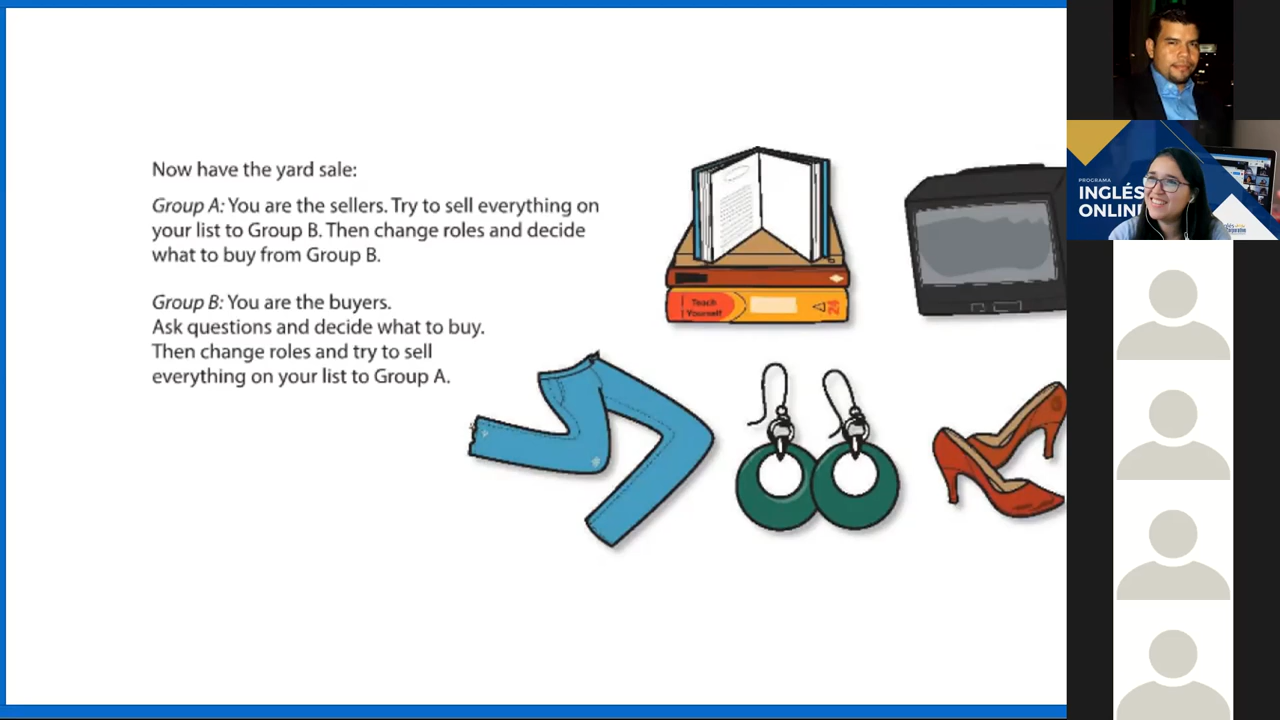 Now have the yard sale:
Group A: You are the sellers. Try to sell everything on
your list to Group B. Then change roles and decide
what to buy from Group B.
Group B: You are the buyers.
Ask questions and decide what to buy.
Then change roles and try to sell
everything on your list to Group A.
Teach
Yourself
24
PROGRAMA
INGLÉS
ONLIN